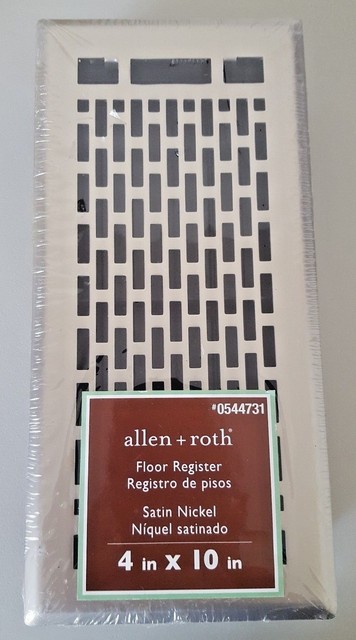 #0544731
allen + roth®
Floor Register
Registro de pisos
Satin Nickel
Níquel satinado
4 in x 10 in